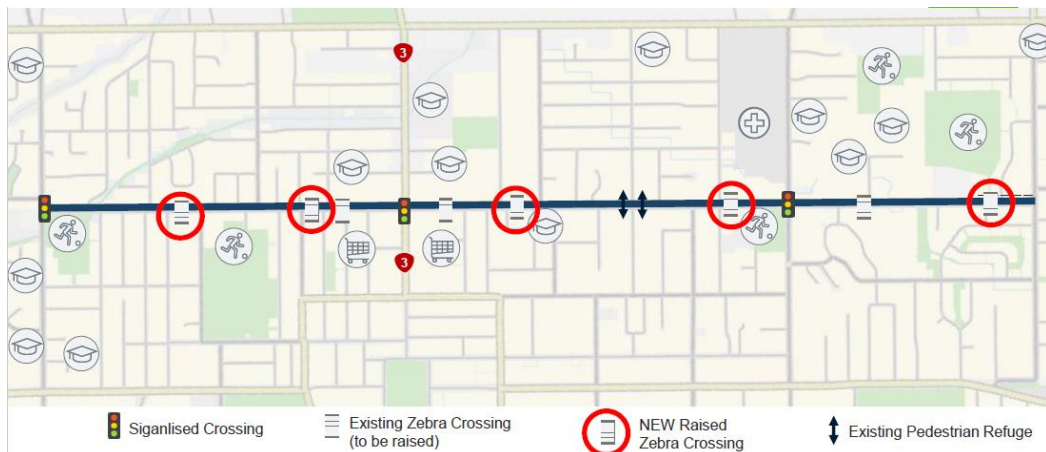 3
3
Siganlised Crossing
Existing Zebra Crossing
(to be raised)
NEW Raised
Zebra Crossing
Existing Pedestrian Refuge